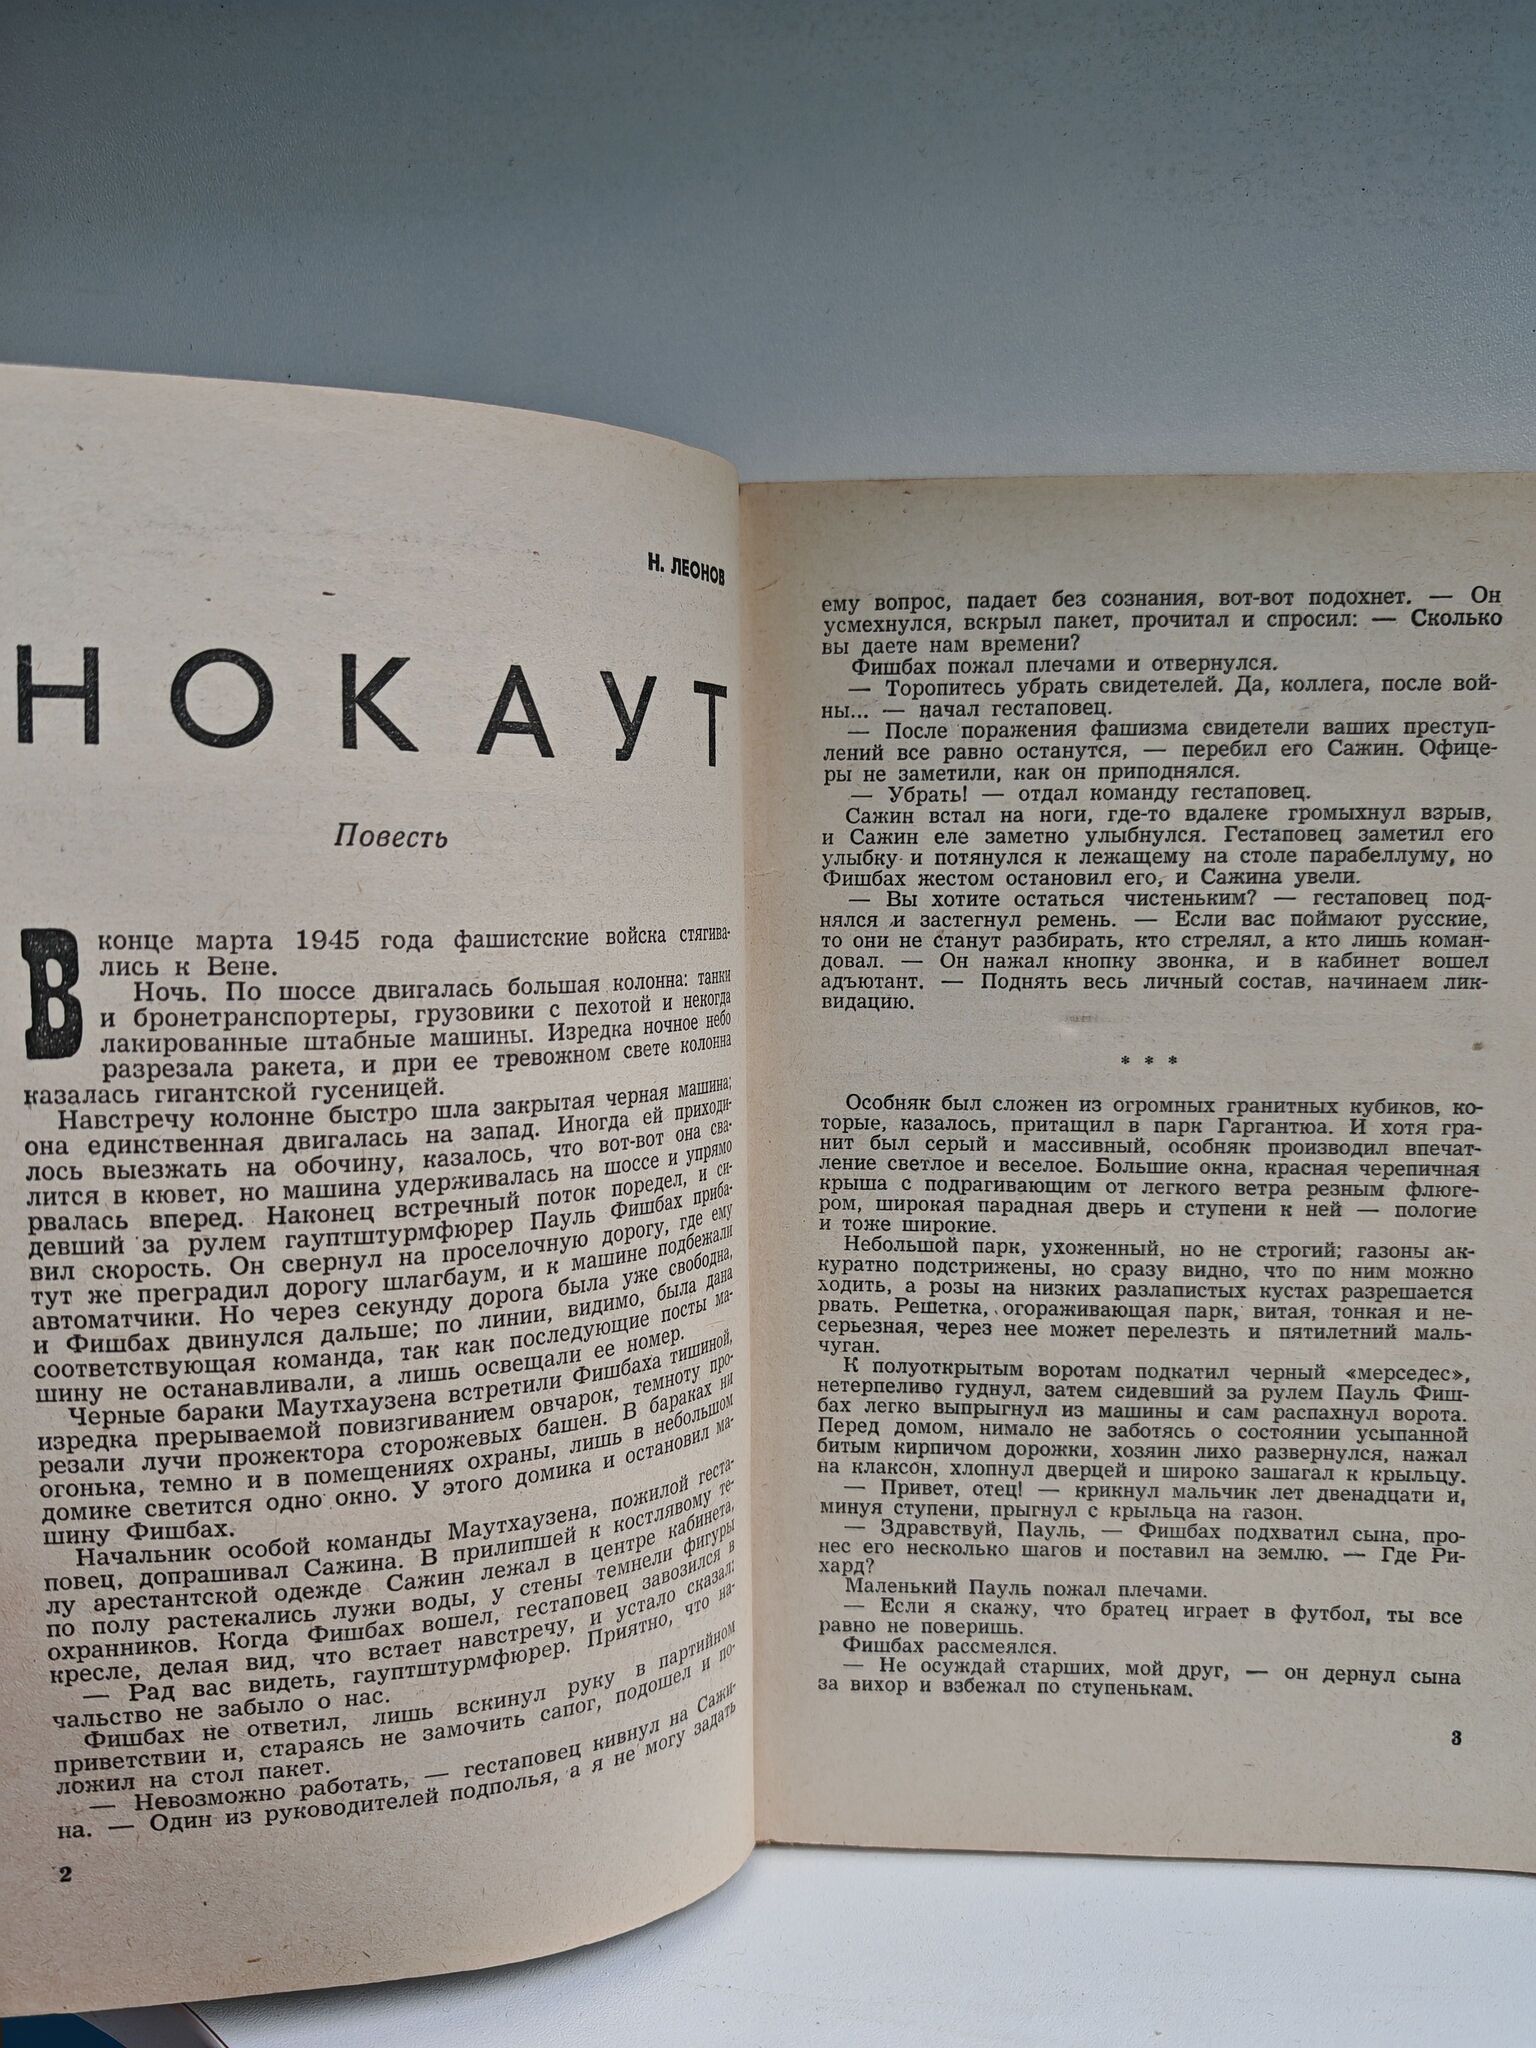 Н. ЛЕОНОВ
НОКАУТ
Повесть
В конце марта 1945 года фашистские войска стягива-
лись к Вене.
Ночь. По шоссе двигалась большая колонна: танки
и бронетранспортеры, грузовики с пехотой и некогда
лакированные штабные машины. Изредка ночное небо
разрезала ракета, и при ее тревожном свете колонна
казалась гигантской гусеницей.
Навстречу колонне быстро шла закрытая черная машина;
она единственная двигалась на запад. Иногда ей приходи-
лось выезжать на обочину, казалось, что вот-вот она сва-
лится в кювет, но машина удерживалась на шоссе и упрямо
рвалась вперед. Наконец встречный поток поредел, и си-
девший за рулем гауптштурмфюрер Пауль Фишбах приба-
вил скорость. Он свернул на проселочную дорогу, где ему
тут же преградил дорогу шлагбаум, и к машине подбежали
автоматчики. Но через секунду дорога была уже свободна,
и Фишбах двинулся дальше; по линии, видимо, была дана
соответствующая команда, так как последующие посты ма-
шину не останавливали, а лишь освещали ее номер.
Черные бараки Маутхаузена встретили Фишбаха тишиной,
изредка прерываемой повизгиванием овчарок, темноту про-
резали лучи прожектора сторожевых башен. В бараках ни
огонька, темно и в помещениях охраны, лишь в небольшом
домике светится одно окно. У этого домика и остановил ма-
шину Фишбах.
Начальник особой команды Маутхаузена, пожилой геста-
повец, допрашивал Сажина. В прилипшей к костлявому те-
лу арестантской одежде Сажин лежал в центре кабинета,
по полу растекались лужи воды, у стены темнели фигуры
охранников. Когда Фишбах вошел, гестаповец завозился в
кресле, делая вид, что встает навстречу, и устало сказал:
— Рад вас видеть, гауптштурмфюрер. Приятно, что на-
чальство не забыло о нас.
Фишбах не ответил, лишь вскинул руку в партийном
приветствии и, стараясь не замочить сапог, подошел и по-
ложил на стол пакет.
— Невозможно работать, — гестаповец кивнул на Сажи-
на. — Один из руководителей подполья, а я не могу задать
2
ему вопрос, падает без сознания, вот-вот подохнет. — Он
усмехнулся, вскрыл пакет, прочитал и спросил: — Сколько
вы даете нам времени?
Фишбах пожал плечами и отвернулся.
— Торопитесь убрать свидетелей. Да, коллега, после вой-
ны... — начал гестаповец.
— После поражения фашизма свидетели ваших преступ-
лений все равно останутся, — перебил его Сажин. Офице-
ры не заметили, как он приподнялся.
— Убрать! — отдал команду гестаповец.
Сажин встал на ноги, где-то вдалеке громыхнул взрыв,
и Сажин еле заметно улыбнулся. Гестаповец заметил его
улыбку и потянулся к лежащему на столе парабеллуму, но
Фишбах жестом остановил его, и Сажина увели.
— Вы хотите остаться чистеньким? — гестаповец под-
нялся и застегнул ремень. — Если вас поймают русские,
то они не станут разбирать, кто стрелял, а кто лишь коман-
довал. — Он нажал кнопку звонка, и в кабинет вошел
адъютант. — Поднять весь личный состав, начинаем лик-
видацию.
* * *
Особняк был сложен из огромных гранитных кубиков, ко-
торые, казалось, притащил в парк Гаргантюа. И хотя гра-
нит был серый и массивный, особняк производил впечат-
ление светлое и веселое. Большие окна, красная черепичная
крыша с подрагивающим от легкого ветра резным флюге-
ром, широкая парадная дверь и ступени к ней — пологие
и тоже широкие.
Небольшой парк, ухоженный, но не строгий; газоны ак-
куратно подстрижены, но сразу видно, что по ним можно
ходить, а розы на низких разлапистых кустах разрешается
рвать. Решетка, огораживающая парк, витая, тонкая и не-
серьезная, через нее может перелезть и пятилетний маль-
чуган.
К полуоткрытым воротам подкатил черный «мерседес»,
нетерпеливо гуднул, затем сидевший за рулем Пауль Фиш-
бах легко выпрыгнул из машины и сам распахнул ворота.
Перед домом, нимало не заботясь о состоянии усыпанной
битым кирпичом дорожки, хозяин лихо развернулся, нажал
на клаксон, хлопнул дверцей и широко зашагал к крыльцу.
— Привет, отец! — крикнул мальчик лет двенадцати и,
минуя ступени, прыгнул с крыльца на газон.
— Здравствуй, Пауль, — Фишбах подхватил сына, про-
нес его несколько шагов и поставил на землю. — Где Ри-
хард?
Маленький Пауль пожал плечами.
— Если я скажу, что братец играет в футбол, ты все
равно не поверишь.
Фишбах рассмеялся.
— Не осуждай старших, мой друг, — он дернул сына
за вихор и взбежал по ступенькам.
3